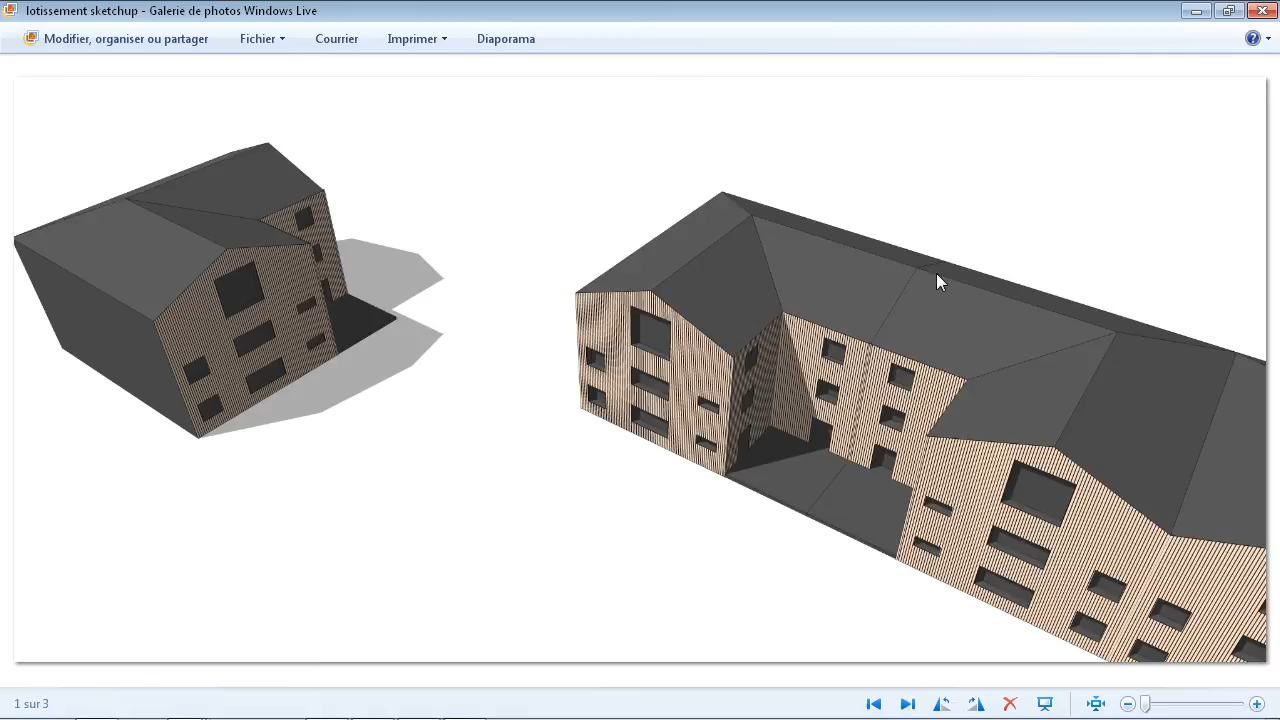 lotissement sketchup - Galerie de photos Windows Live
Modifier, organiser ou partager Fichier Courrier Imprimer Diaporama
1 sur 3